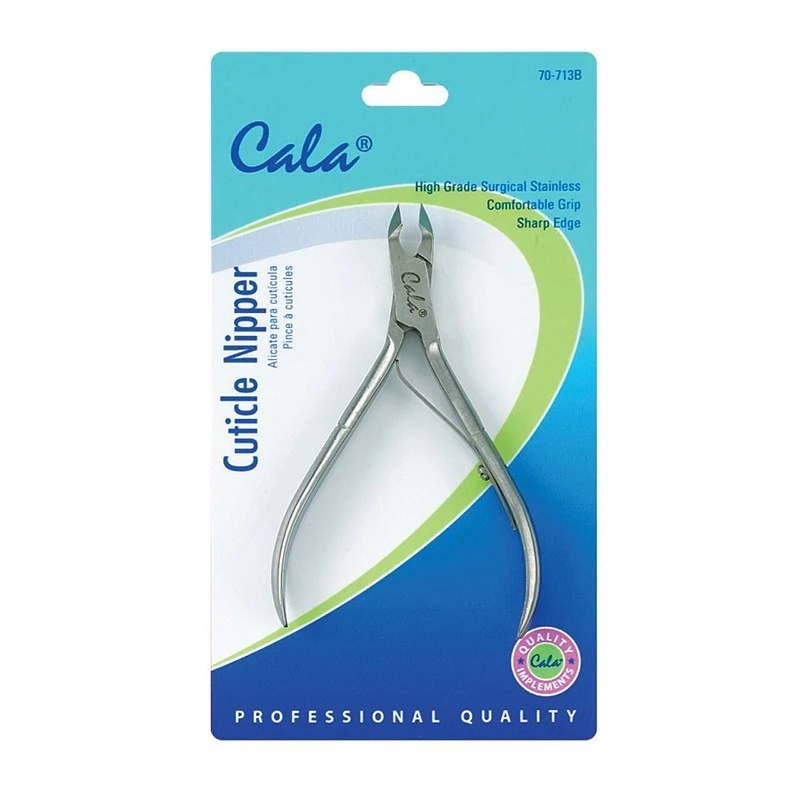 70-713B
Cala®
High Grade Surgical Stainless
Comfortable Grip
Sharp Edge
Cuticle Nipper
Alicate para cutícula
Pince à cuticules
Cala®
QUALITY
Cala
IMPLEMENTS
PROFESSIONAL QUALITY